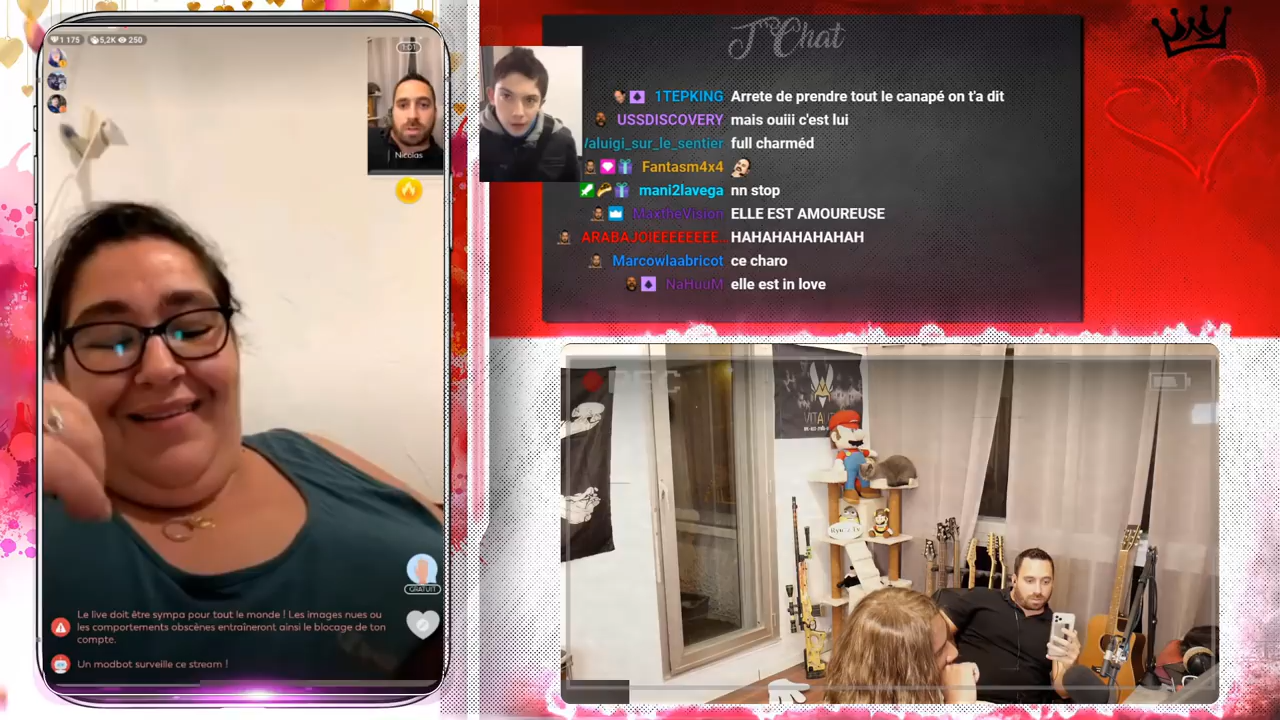 1 175 5,2K 250
1:01
Nicolas
GRATUIT
Le live doit être sympa pour tout le monde ! Les images nues ou
les comportements obscènes entraîneront ainsi le blocage de ton
compte.
Un modbot surveille ce stream !
J'Chat
1TEPKING Arrete de prendre tout le canapé on t'a dit
USSDISCOVERY mais ouiii c'est lui
/aluigi_sur_le_sentier full charméd
Fantasm4x4
mani2lavega nn stop
MaxtheVision ELLE EST AMOUREUSE
ARABAJOIEEEEEEEE... HAHAHAHAHAHAH
Marcowlaabricot ce charo
NaHuuM elle est in love
REC